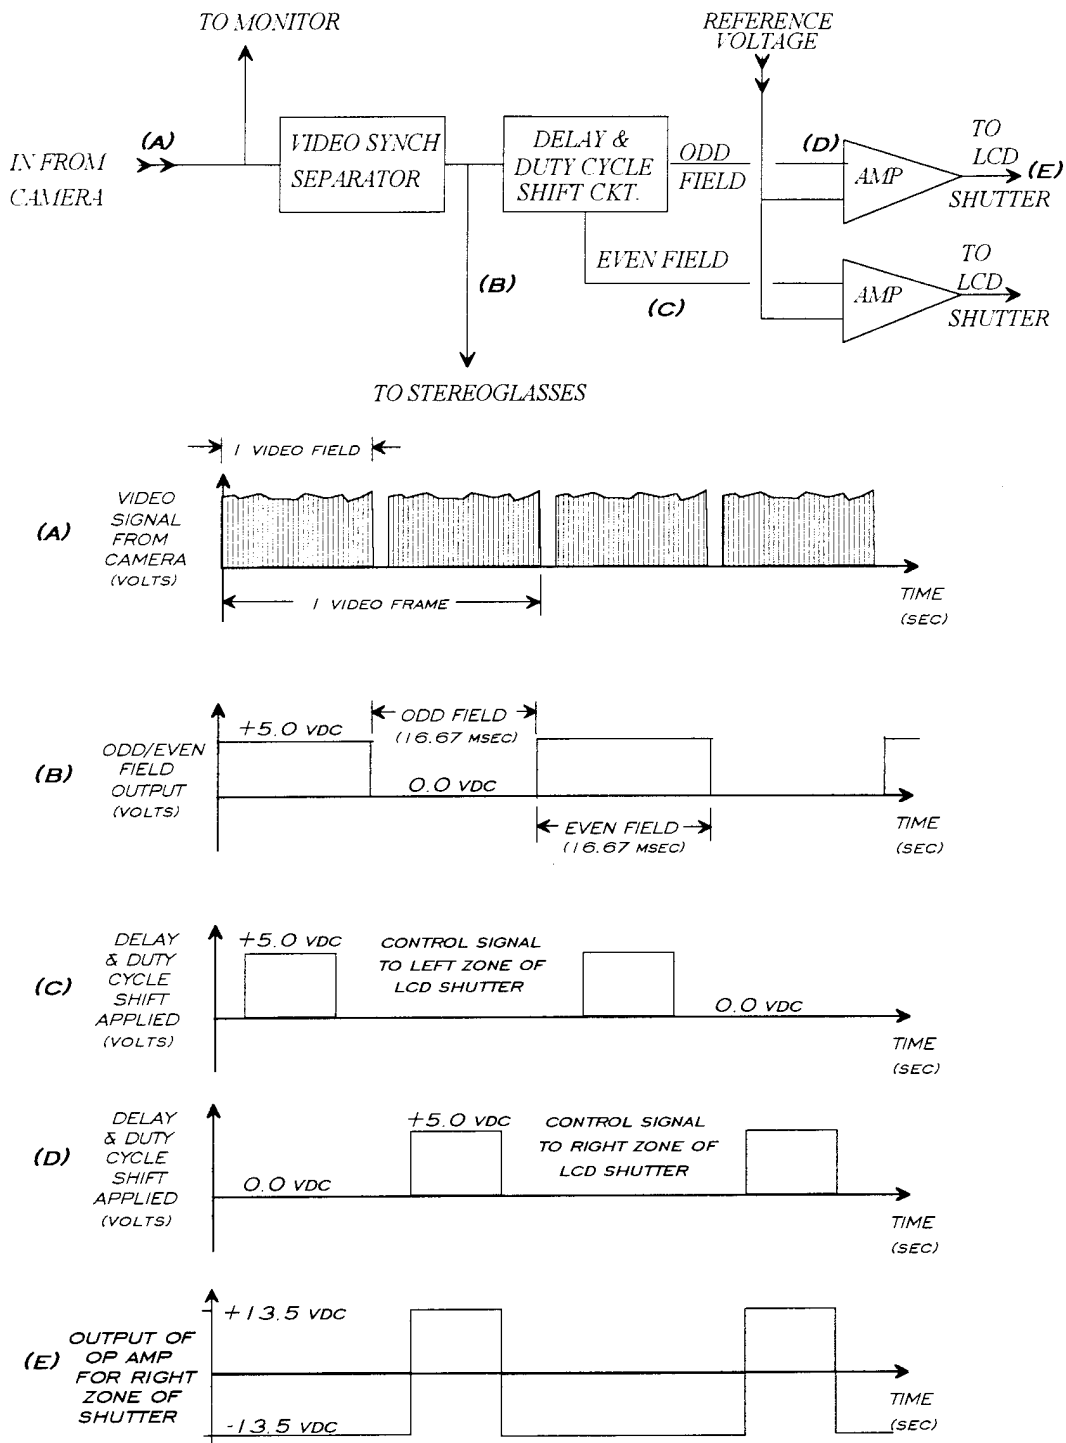 TO MONITOR
REFERENCE
VOLTAGE
(A)
IN FROM
CAMERA
VIDEO SYNCH
SEPARATOR
DELAY &
DUTY CYCLE
SHIFT CKT.
ODD
FIELD
(D)
AMP
TO
LCD
SHUTTER
(E)
EVEN FIELD
(B)
(C)
AMP
TO
LCD
SHUTTER
TO STEREOGLASSES
1 VIDEO FIELD
(A)
VIDEO
SIGNAL
FROM
CAMERA
(VOLTS)
1 VIDEO FRAME
TIME
(SEC)
(B)
ODD/EVEN
FIELD
OUTPUT
(VOLTS)
+5.0 VDC
ODD FIELD
(16.67 MSEC)
0.0 VDC
EVEN FIELD
(16.67 MSEC)
TIME
(SEC)
(C)
DELAY
& DUTY
CYCLE
SHIFT
APPLIED
(VOLTS)
+5.0 VDC
CONTROL SIGNAL
TO LEFT ZONE OF
LCD SHUTTER
0.0 VDC
TIME
(SEC)
(D)
DELAY
& DUTY
CYCLE
SHIFT
APPLIED
(VOLTS)
0.0 VDC
+5.0 VDC
CONTROL SIGNAL
TO RIGHT ZONE OF
LCD SHUTTER
TIME
(SEC)
(E)
+13.5 VDC
OUTPUT OF
OP AMP
FOR RIGHT
ZONE OF
SHUTTER
-13.5 VDC
TIME
(SEC)